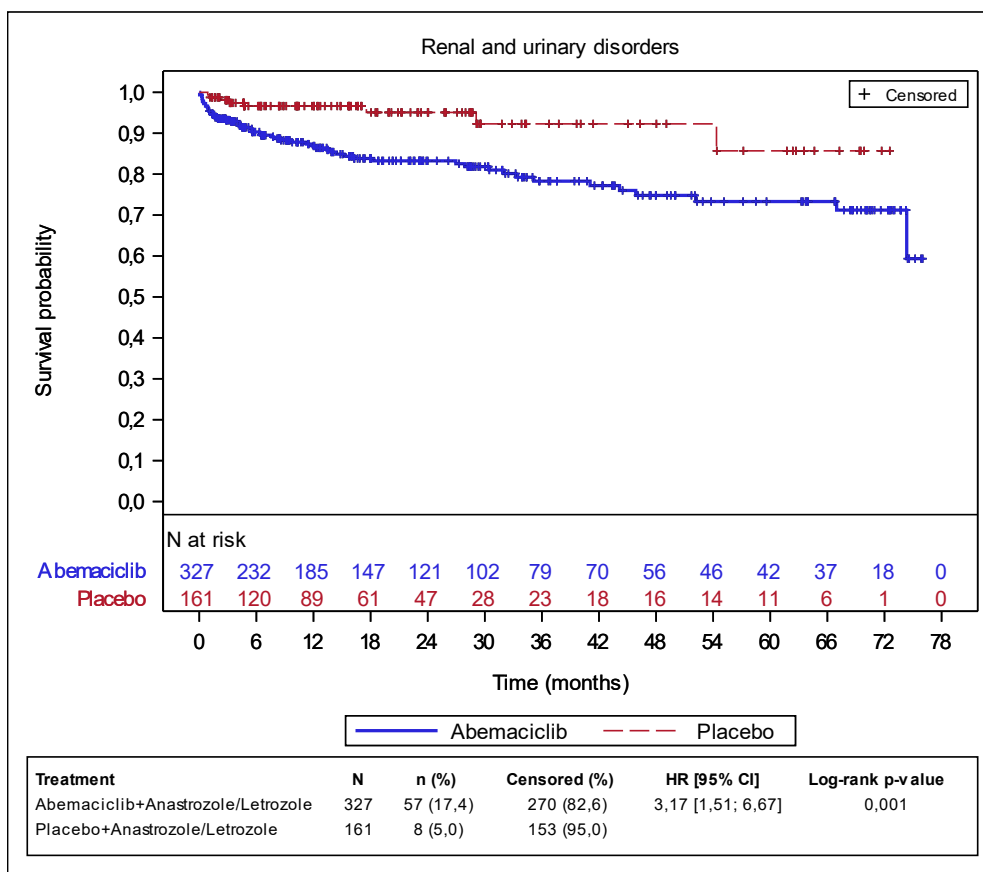 Renal and urinary disorders
+ Censored
1,0
0,9
0,8
0,7
0,6
0,5
0,4
0,3
0,2
0,1
0,0
Survival probability
N at risk
Abemaciclib 327 232 185 147 121 102 79 70 56 46 42 37 18 0
Placebo 161 120 89 61 47 28 23 18 16 14 11 6 1 0
0 6 12 18 24 30 36 42 48 54 60 66 72 78
Time (months)
Abemaciclib Placebo
Treatment N n (%) Censored (%) HR [95% CI] Log-rank p-value
Abemaciclib+Anastrozole/Letrozole 327 57 (17,4) 270 (82,6) 3,17 [1,51; 6,67] 0,001
Placebo+Anastrozole/Letrozole 161 8 (5,0) 153 (95,0)